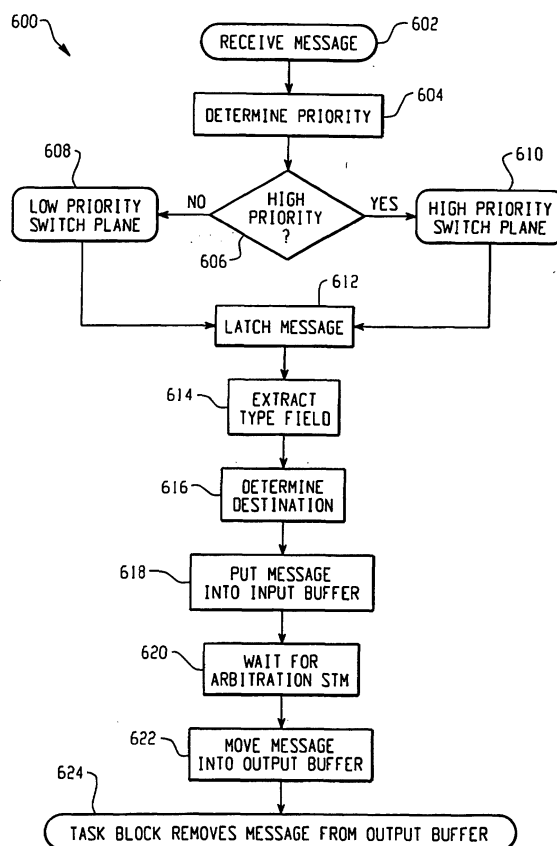 600
602
RECEIVE MESSAGE
604
DETERMINE PRIORITY
608
LOW PRIORITY
SWITCH PLANE
NO
HIGH
PRIORITY
?
606
YES
610
HIGH PRIORITY
SWITCH PLANE
612
LATCH MESSAGE
614
EXTRACT
TYPE FIELD
616
DETERMINE
DESTINATION
618
PUT MESSAGE
INTO INPUT BUFFER
620
WAIT FOR
ARBITRATION STM
622
MOVE MESSAGE
INTO OUTPUT BUFFER
624
TASK BLOCK REMOVES MESSAGE FROM OUTPUT BUFFER